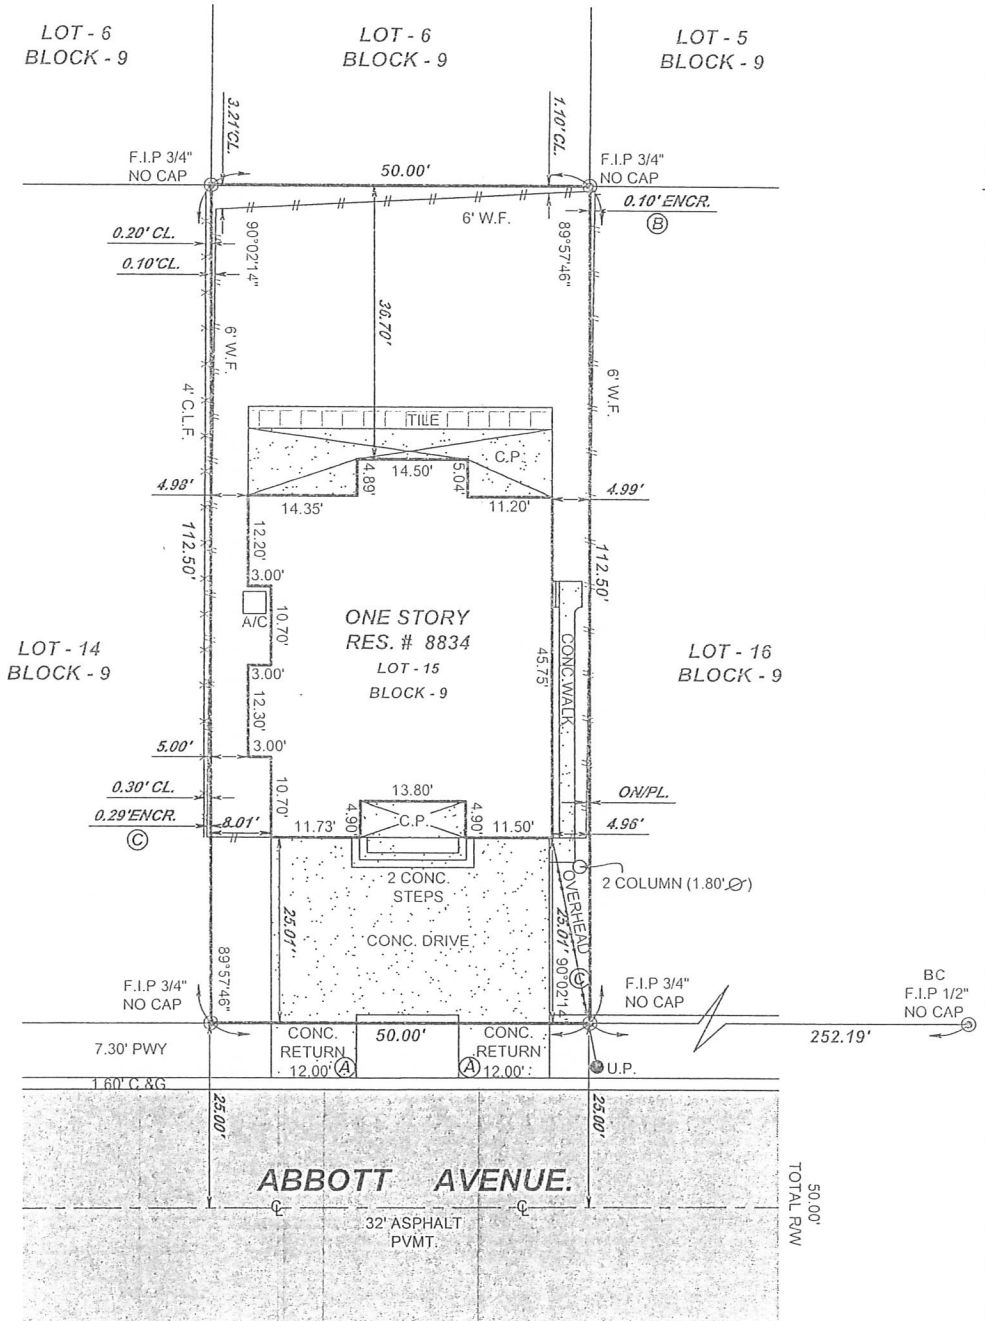 LOT - 6
BLOCK - 9
LOT - 6
BLOCK - 9
LOT - 5
BLOCK - 9
3.21'CL.
1.10' CL.
F.I.P 3/4"
NO CAP
50.00'
F.I.P 3/4"
NO CAP
0.10' ENCR.
B
6' W.F.
0.20' CL.
0.10'CL.
90°02'14"
89°57'46"
36.70'
6' W.F.
4' C.L.F.
6' W.F.
TILE
C.P.
4.89'
14.50'
5.04'
4.98'
14.35'
11.20'
4.99'
112.50'
12.20'
112.50'
3.00'
A/C
10.70'
ONE STORY
RES. # 8834
LOT - 15
BLOCK - 9
45.75'
CONC.WALK
LOT - 14
BLOCK - 9
LOT - 16
BLOCK - 9
3.00'
12.30'
3.00'
5.00'
10.70'
0.30' CL.
0.29'ENCR.
C
8.01'
13.80'
4.90'
C.P.
4.90'
11.73'
11.50'
ON/PL.
4.96'
2 CONC.
STEPS
2 COLUMN (1.80'Ø)
OVERHEAD
25.01'
CONC. DRIVE
25.01'
C
89°57'46"
90°02'14"
F.I.P 3/4"
NO CAP
F.I.P 3/4"
NO CAP
BC
F.I.P 1/2"
NO CAP
7.30' PWY
CONC.
RETURN
12.00'
A
50.00'
A
CONC.
RETURN
12.00'
252.19'
U.P.
1.60' C.&G
25.00'
25.00'
ABBOTT AVENUE.
℄
℄
32' ASPHALT
PVMT.
50.00'
TOTAL R/W